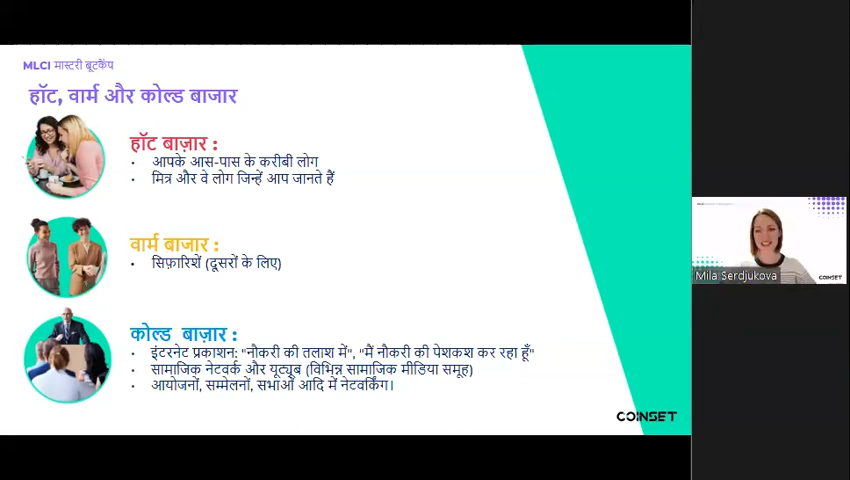 MLCI मास्टरी बूटकैंप
हॉट, वार्म और कोल्ड बाजार
हॉट बाज़ार :
• आपके आस-पास के करीबी लोग
• मित्र और वे लोग जिन्हें आप जानते हैं
वार्म बाजार :
• सिफ़ारिशें (दूसरों के लिए)
कोल्ड बाज़ार :
• इंटरनेट प्रकाशन: "नौकरी की तलाश में", "मैं नौकरी की पेशकश कर रहा हूँ"
• सामाजिक नेटवर्क और यूट्यूब (विभिन्न सामाजिक मीडिया समूह)
• आयोजनों, सम्मेलनों, सभाओं आदि में नेटवर्किंग।
COINSET
Mila Serdjukova
COINSET